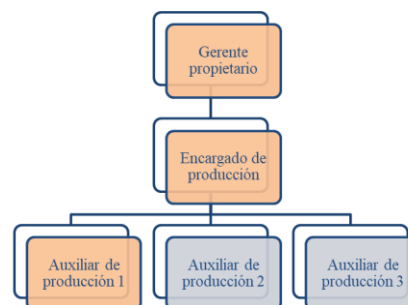 Gerente
propietario
Encargado de
producción
Auxiliar de
producción 1
Auxiliar de
producción 2
Auxiliar de
producción 3